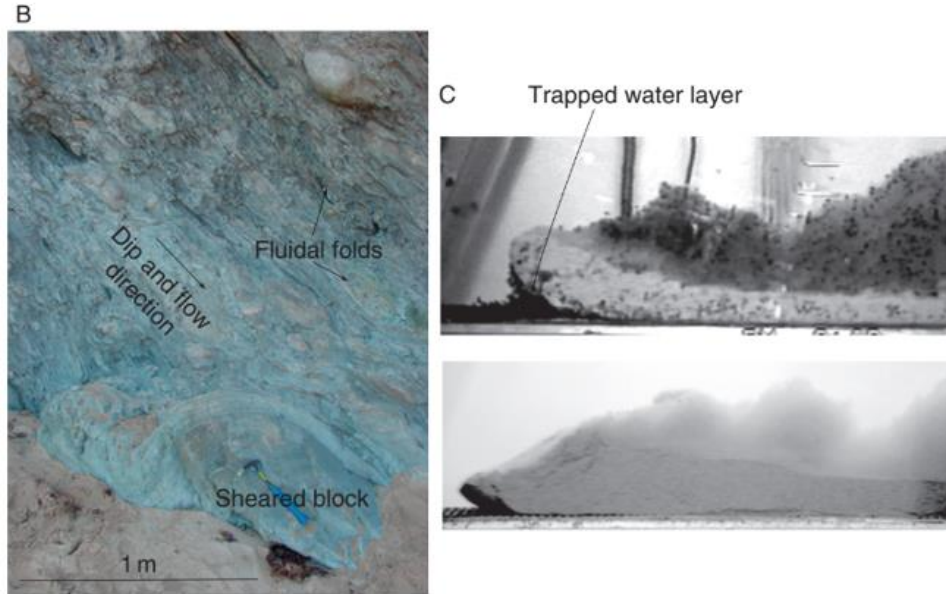 B
Fluidal folds
Dip and flow
direction
Sheared block
1 m
C
Trapped water layer